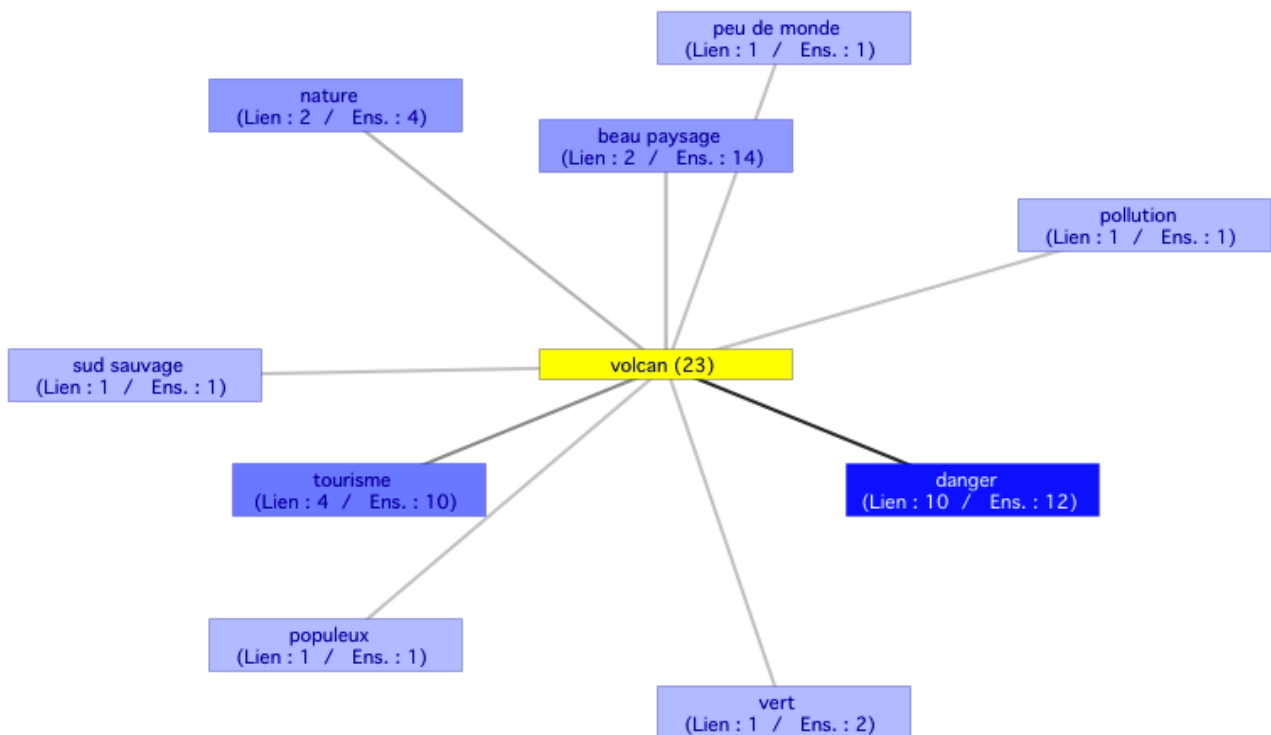 peu de monde
(Lien : 1 / Ens. : 1)
nature
(Lien : 2 / Ens. : 4)
beau paysage
(Lien : 2 / Ens. : 14)
pollution
(Lien : 1 / Ens. : 1)
sud sauvage
(Lien : 1 / Ens. : 1)
volcan (23)
tourisme
(Lien : 4 / Ens. : 10)
danger
(Lien : 10 / Ens. : 12)
populeux
(Lien : 1 / Ens. : 1)
vert
(Lien : 1 / Ens. : 2)